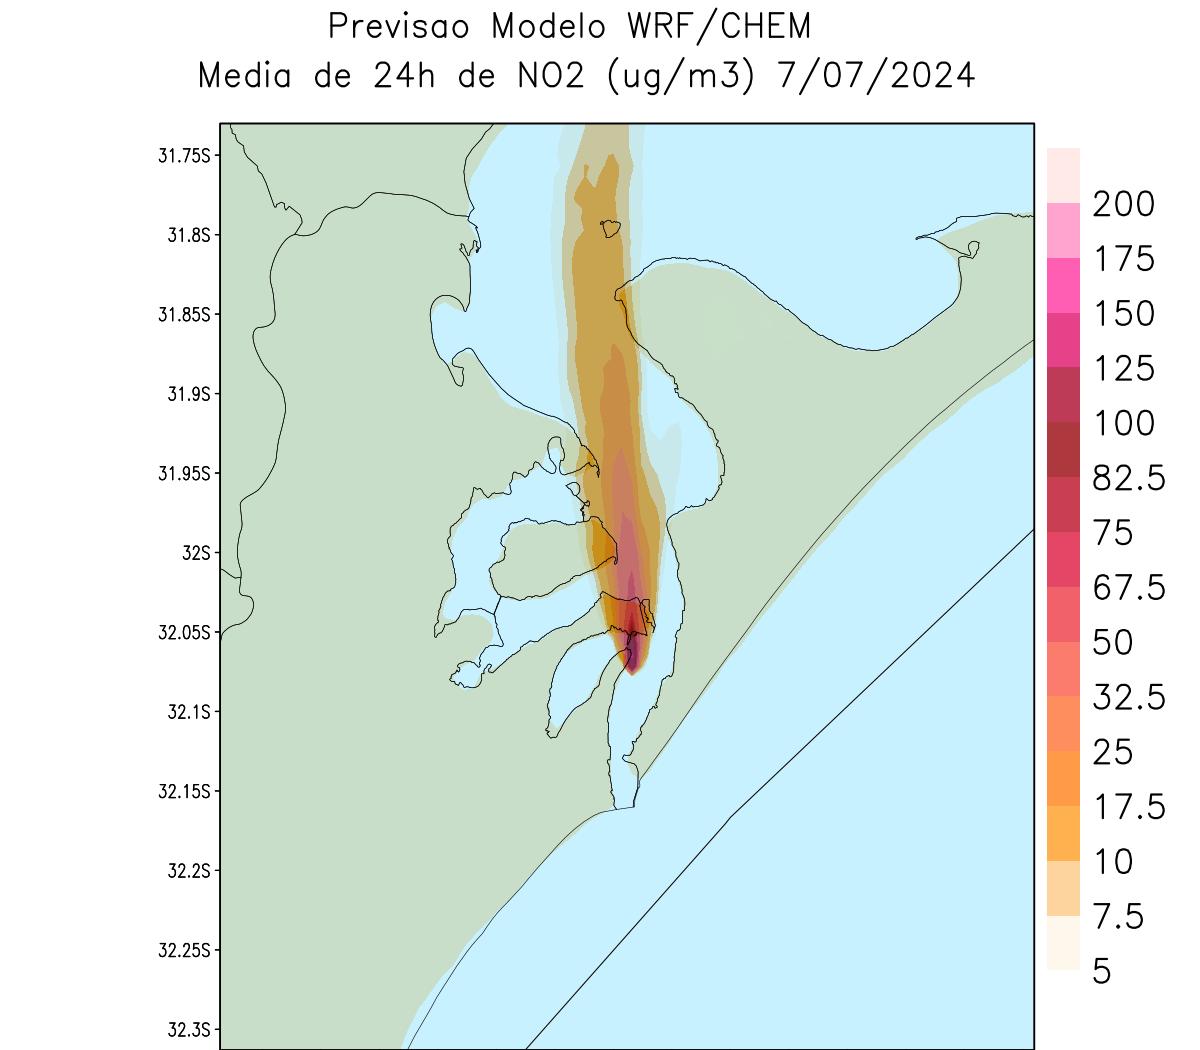 Previsao Modelo WRF/CHEM
Media de 24h de NO2 (ug/m3) 7/07/2024
31.75S
31.8S
31.85S
31.9S
31.95S
32S
32.05S
32.1S
32.15S
32.2S
32.25S
32.3S
200
175
150
125
100
82.5
75
67.5
50
32.5
25
17.5
10
7.5
5